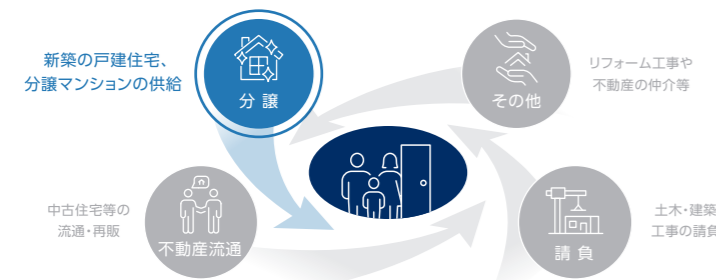 新築の戸建住宅、
分譲マンションの供給
分 譲
その他
リフォーム工事や
不動産の仲介等
中古住宅等の
流通・再販
不動産流通
請 負
土木・建築
工事の請負